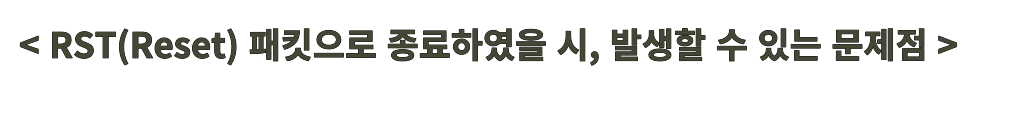 < RST(Reset) 패킷으로 종료하였을 시, 발생할 수 있는 문제점 >